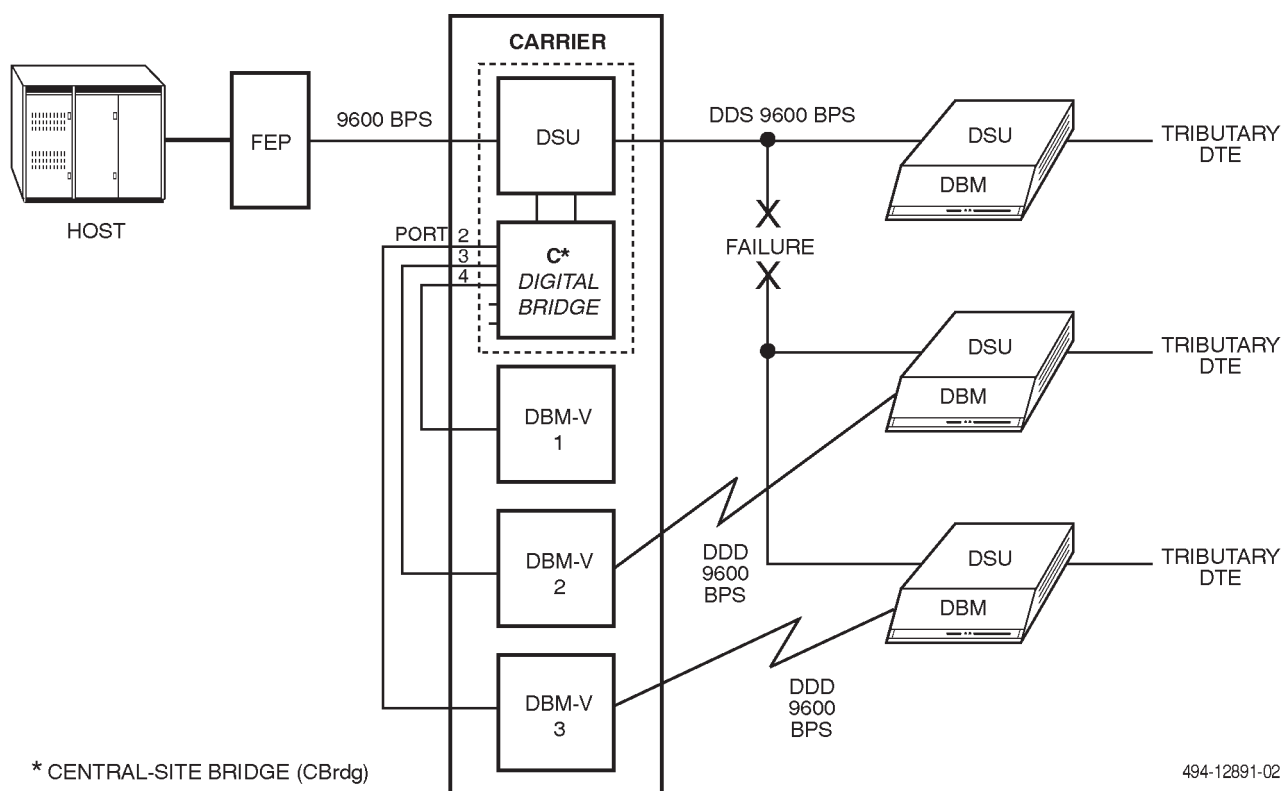 CARRIER
HOST
FEP
9600 BPS
DSU
DDS 9600 BPS
DSU
DBM
TRIBUTARY
DTE
PORT 2
3
4
C*
DIGITAL
BRIDGE
FAILURE
DSU
DBM
TRIBUTARY
DTE
DBM-V
1
DBM-V
2
DDD
9600
BPS
DSU
DBM
TRIBUTARY
DTE
DBM-V
3
DDD
9600
BPS
* CENTRAL-SITE BRIDGE (CBrdg)
494-12891-02